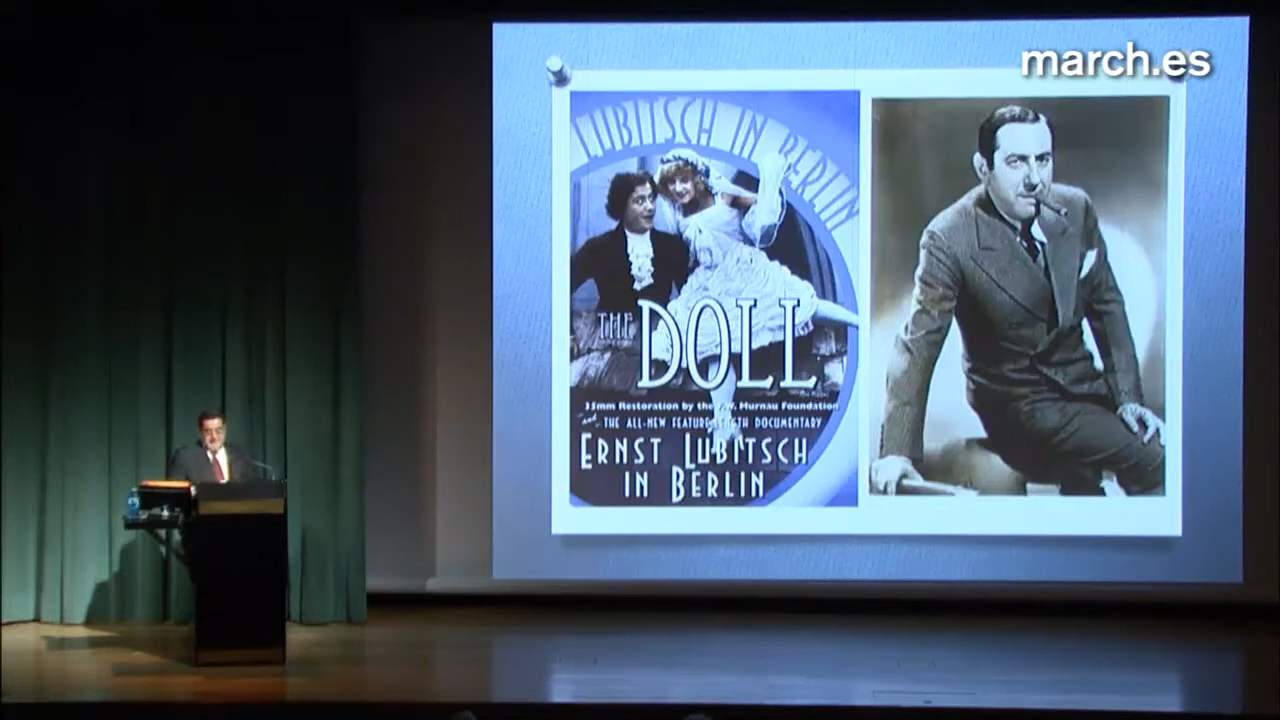 march.es
LUBITSCH IN BERLIN
THE
DOLL
35mm Restoration by the F.W. Murnau Foundation
and THE ALL-NEW FEATURE-LENGTH DOCUMENTARY
ERNST LUBITSCH
IN BERLIN